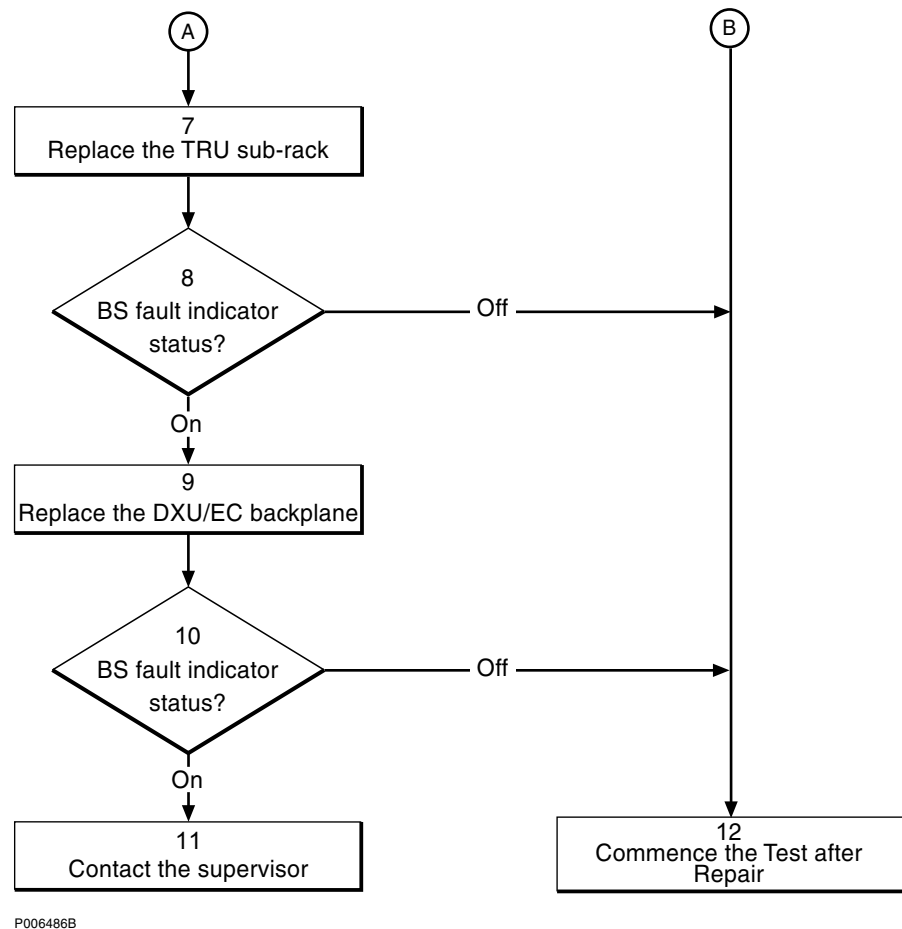 A
B
7
Replace the TRU sub-rack
8
BS fault indicator
status?
Off
On
9
Replace the DXU/EC backplane
10
BS fault indicator
status?
Off
On
11
Contact the supervisor
12
Commence the Test after
Repair
P006486B